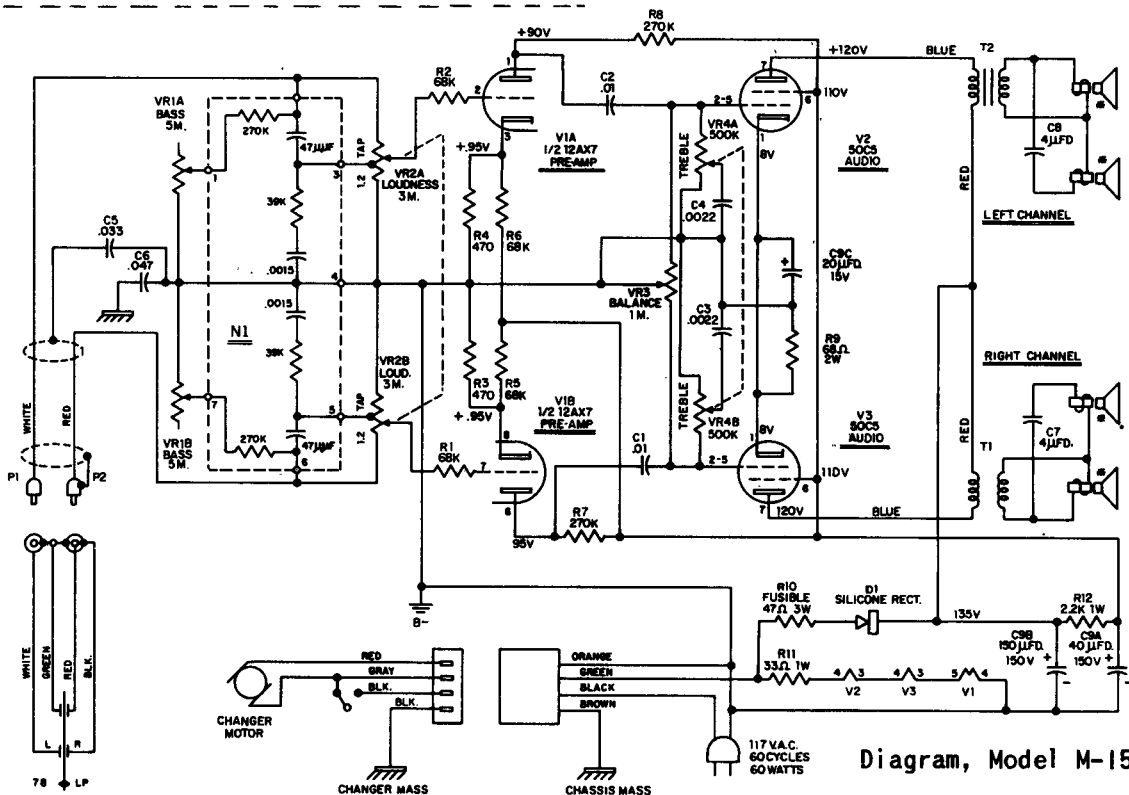 R8
270K
+90V
+120V
BLUE
T2
VR1A
BASS
5M.
270K
47µµF
R2
68K
1
2
3
V1A
1/2 12AX7
PRE-AMP
C2
.01
2-5
7
6
110V
1
8V
V2
50C5
AUDIO
VR4A
500K
TREBLE
C8
4µFD
RED
LEFT CHANNEL
1
3
TAP
1.2
VR2A
LOUDNESS
3M.
+.95V
R4
470
R6
68K
C4
.0022
C9C
20µFD
15V
+
39K
.0015
C5
.033
C6
.047
4
.0015
N1
39K
VR3
BALANCE
1M.
C3
.0022
R9
68Ω
2W
VR2B
LOUD.
3M.
R3
470
R5
68K
+.95V
RIGHT CHANNEL
WHITE
RED
7
VR1B
BASS
5M.
270K
47µµF
5
6
TAP
1.2
V1B
1/2 12AX7
PRE-AMP
R1
68K
7
8
6
95V
TREBLE
VR4B
500K
C1
.01
2-5
1
8V
V3
50C5
AUDIO
110V
6
7
120V
BLUE
RED
T1
C7
4µFD.
P1
P2
R7
270K
B-
R10
FUSIBLE
47Ω 3W
D1
SILICONE RECT.
135V
R12
2.2K 1W
C9B
150µFD.
150V
+
-
C9A
40µFD.
150V
+
-
R11
33Ω 1W
4 3
V2
4 3
V3
5 4
V1
WHITE
GREEN
RED
BLK.
L
R
78
LP
CHANGER
MOTOR
RED
GRAY
BLK.
BLK.
CHANGER MASS
ORANGE
GREEN
BLACK
BROWN
CHASSIS MASS
117 V.A.C.
60CYCLES
60WATTS
Diagram, Model M-15